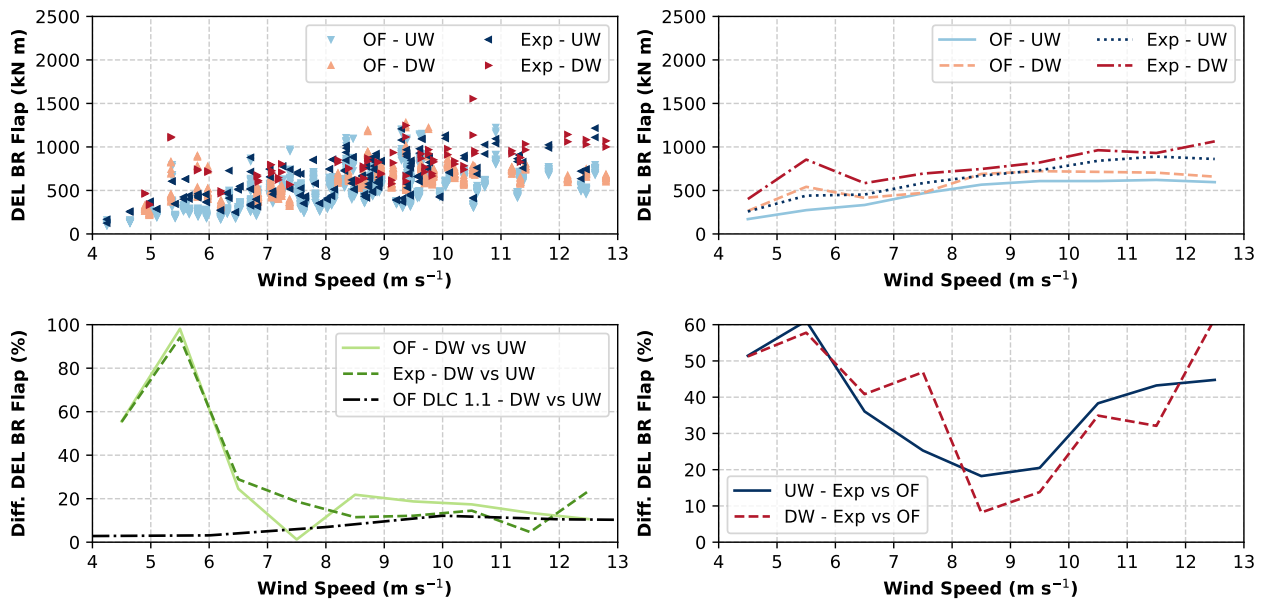 2500
2000
1500
1000
500
0
DEL BR Flap (kN m)
OF - UW
OF - DW
Exp - UW
Exp - DW
4 5 6 7 8 9 10 11 12 13
Wind Speed (m s⁻¹)
2500
2000
1500
1000
500
0
DEL BR Flap (kN m)
OF - UW
OF - DW
Exp - UW
Exp - DW
4 5 6 7 8 9 10 11 12 13
Wind Speed (m s⁻¹)
100
80
60
40
20
0
Diff. DEL BR Flap (%)
OF - DW vs UW
Exp - DW vs UW
OF DLC 1.1 - DW vs UW
4 5 6 7 8 9 10 11 12 13
Wind Speed (m s⁻¹)
60
50
40
30
20
10
0
Diff. DEL BR Flap (%)
UW - Exp vs OF
DW - Exp vs OF
4 5 6 7 8 9 10 11 12 13
Wind Speed (m s⁻¹)